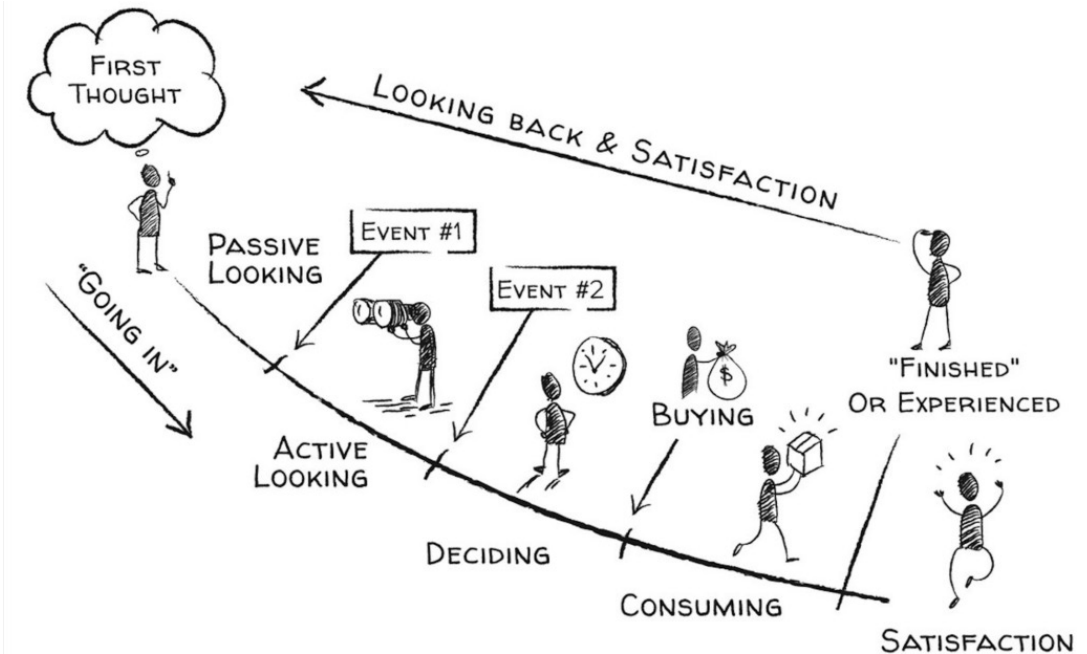 FIRST
THOUGHT
LOOKING BACK & SATISFACTION
"GOING IN"
PASSIVE
LOOKING
EVENT #1
EVENT #2
ACTIVE
LOOKING
DECIDING
$
BUYING
CONSUMING
"FINISHED"
OR EXPERIENCED
SATISFACTION